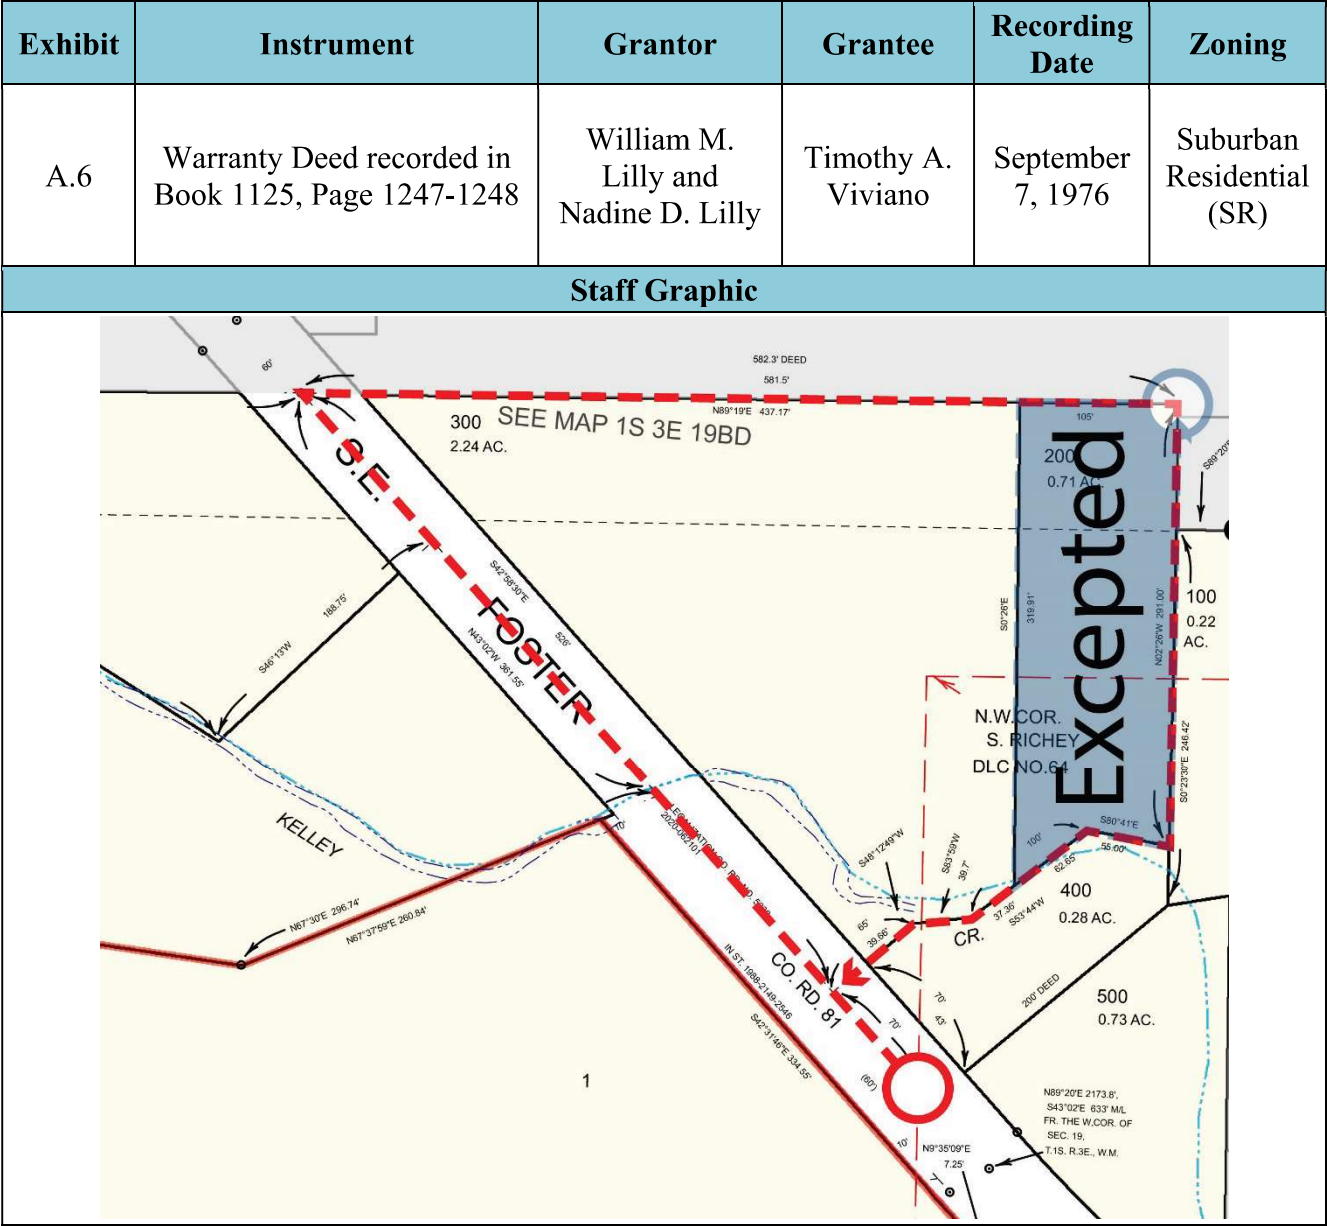 Exhibit
Instrument
Grantor
Grantee
Recording
Date
Zoning
A.6
Warranty Deed recorded in
Book 1125, Page 1247-1248
William M.
Lilly and
Nadine D. Lilly
Timothy A.
Viviano
September
7, 1976
Suburban
Residential
(SR)
Staff Graphic
60'
582.3' DEED
581.5'
N89°19'E 437.17'
300
2.24 AC.
SEE MAP 1S 3E 19BD
105'
200
0.71 AC.
Excepted
S89°20'
S.E.
FOSTER
S42°58'30"E
526'
N43°02'W 361.55'
188.75'
S46°13'W
S0°26'E
319.91'
N02°26'W 291.00'
100
0.22
AC.
N.W.COR.
S. RICHEY
DLC NO.64
S0°23'30"E 246.42'
KELLEY
10'
2020-062101
S48°12'49"W
S83°59'W
39.7'
100'
S80°41'E
55.00'
62.65'
37.36'
S53°44'W
400
0.28 AC.
65'
39.66'
CR.
N67°30'E 296.74'
N67°37'59"E 260.84'
IN ST. 1988-2149-2546
S42°31'46"E 334.55'
CO. RD. 81
70'
70'
43'
200' DEED
500
0.73 AC.
(60')
1
N89°20'E 2173.8',
S43°02'E 633' M/L
FR. THE W.COR. OF
SEC. 19,
T.1S. R.3E., W.M.
10'
N9°35'09"E
7.25'